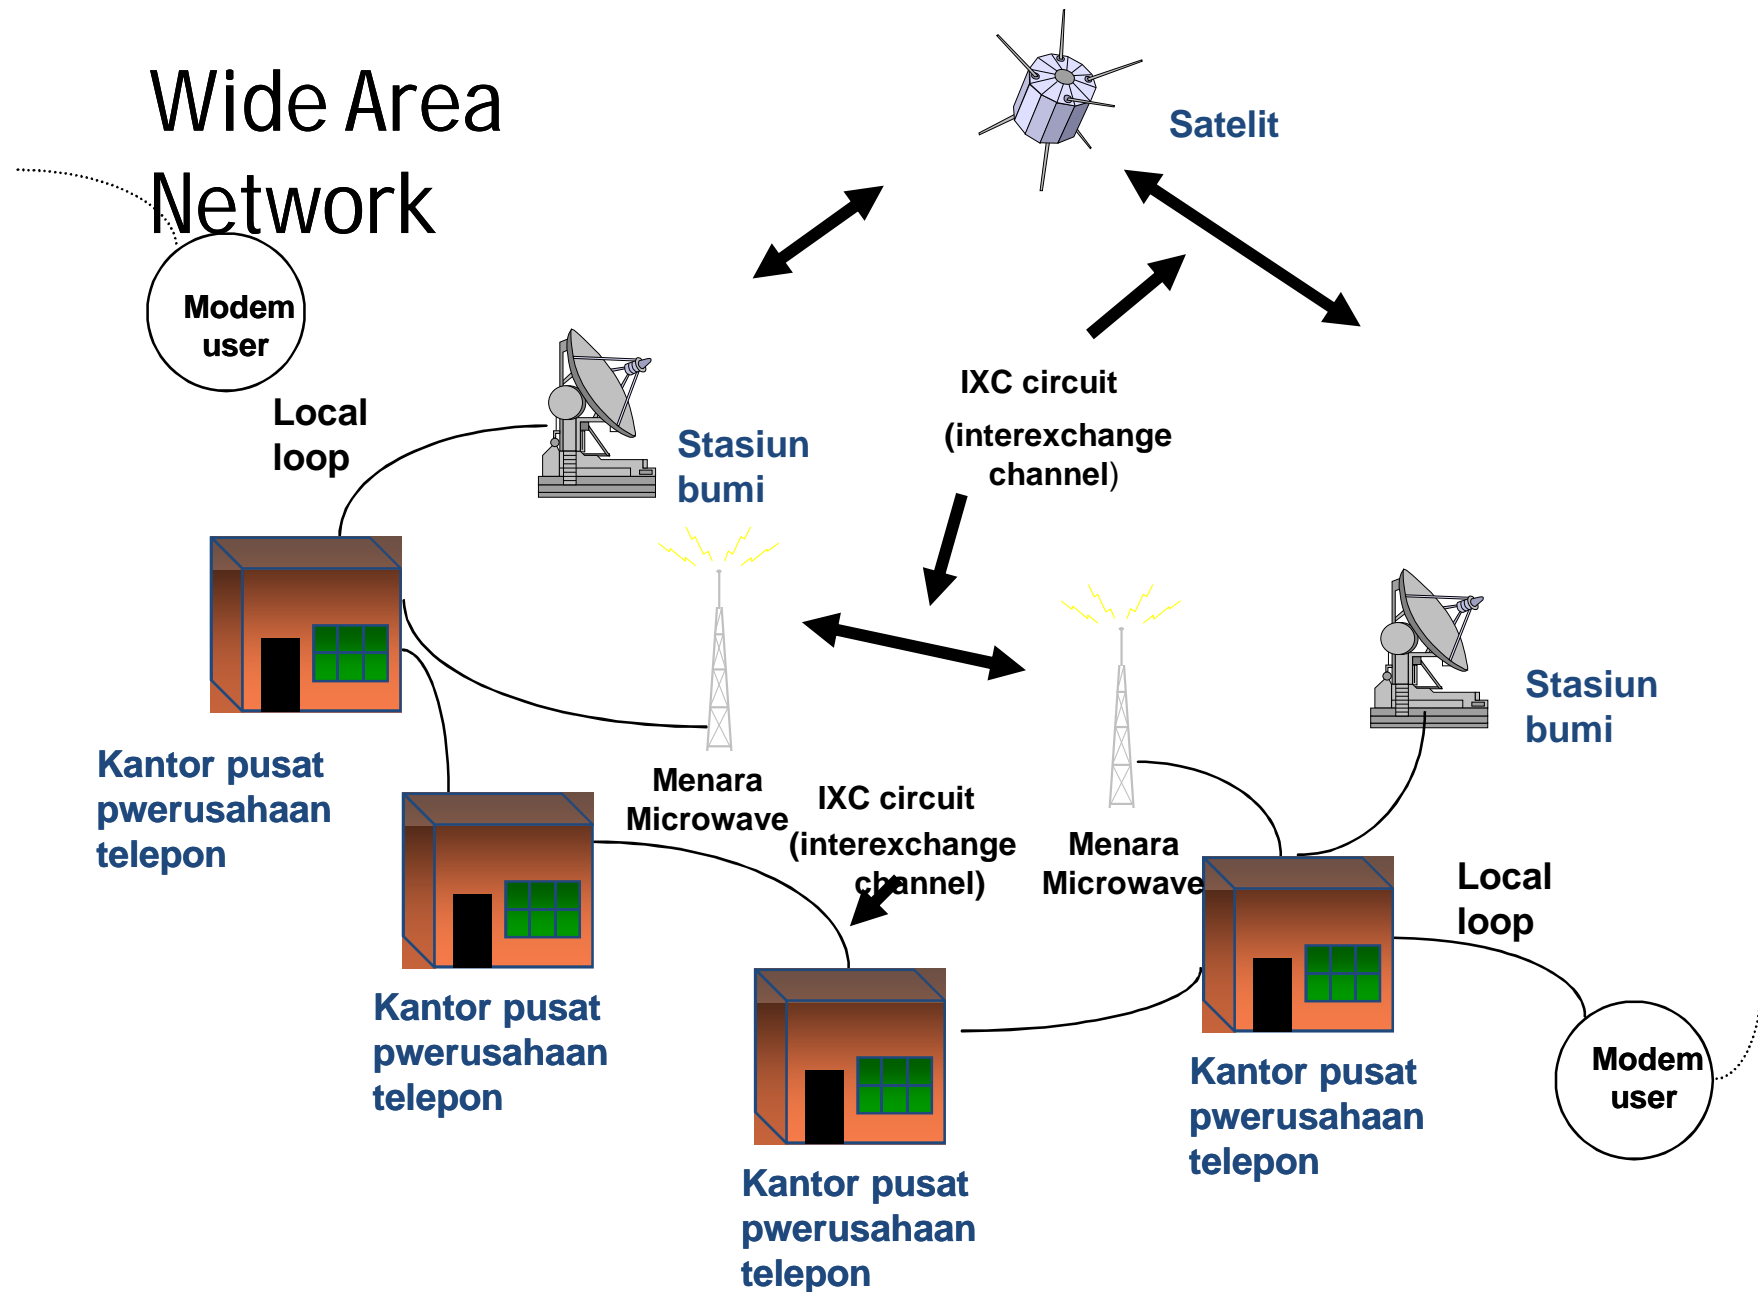 Wide Area
Network
Satelit
Modem
user
IXC circuit
(interexchange
channel)
Local
loop
Stasiun
bumi
Stasiun
bumi
Kantor pusat
pwerusahaan
telepon
Menara
Microwave
IXC circuit
(interexchange
channel)
Menara
Microwave
Local
loop
Kantor pusat
pwerusahaan
telepon
Modem
user
Kantor pusat
pwerusahaan
telepon
Kantor pusat
pwerusahaan
telepon